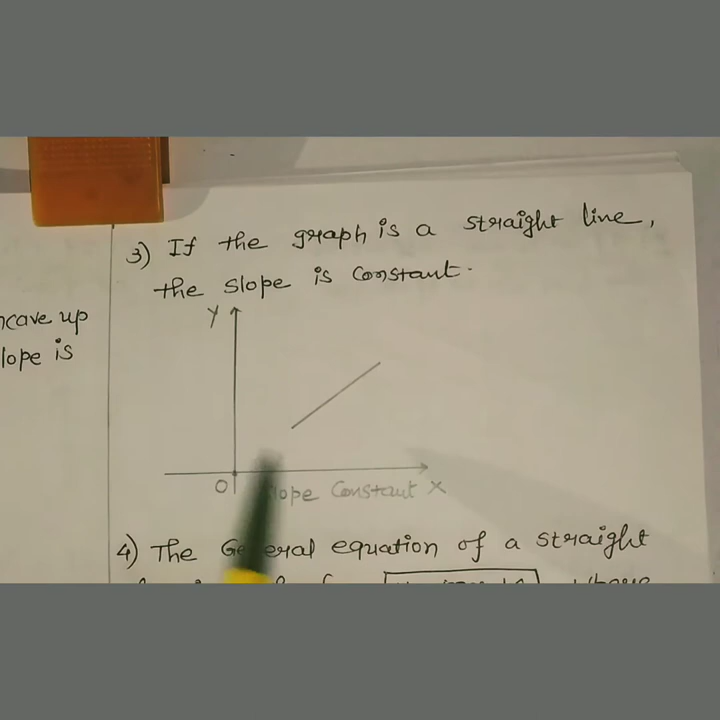 3) If the graph is a straight line,
the slope is constant.
ncave up
lope is
Y
O
lope Constant X
4) The General equation of a straight